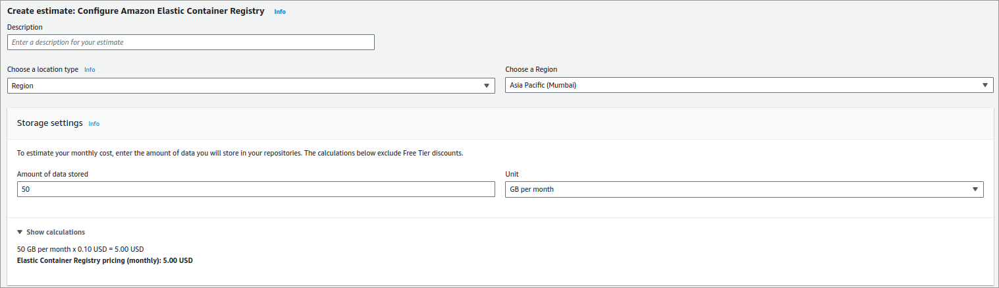 Create estimate: Configure Amazon Elastic Container Registry Info
Description
Enter a description for your estimate
Choose a location type Info
Choose a Region
Region
Asia Pacific (Mumbai)
Storage settings Info
To estimate your monthly cost, enter the amount of data you will store in your repositories. The calculations below exclude Free Tier discounts.
Amount of data stored
Unit
50
GB per month
Show calculations
50 GB per month x 0.10 USD = 5.00 USD
Elastic Container Registry pricing (monthly): 5.00 USD